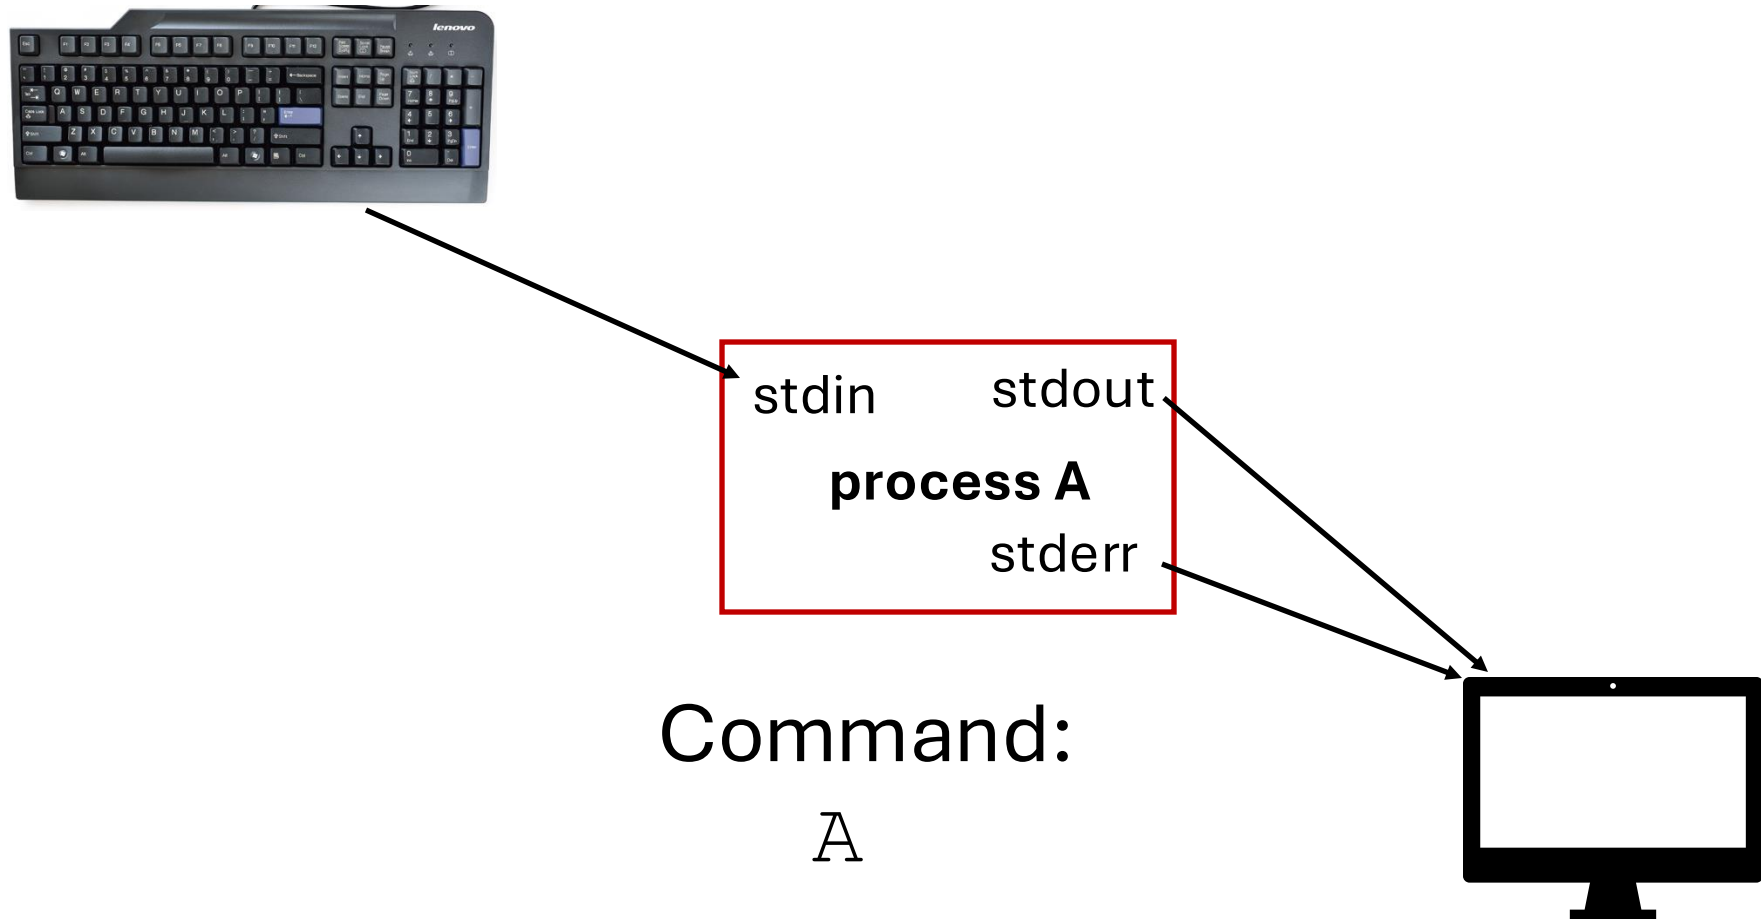 lenovo
stdin stdout
process A
stderr
Command:
A